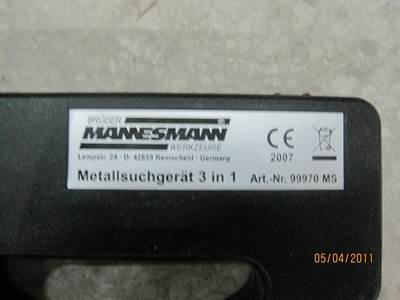 BRÜDER
MANNESMANN ®
WERKZEUGE
Lempstr. 24 · D- 42859 Remscheid · Germany
CE
2007
Metallsuchgerät 3 in 1 Art.-Nr. 99970 MS
05/04/2011